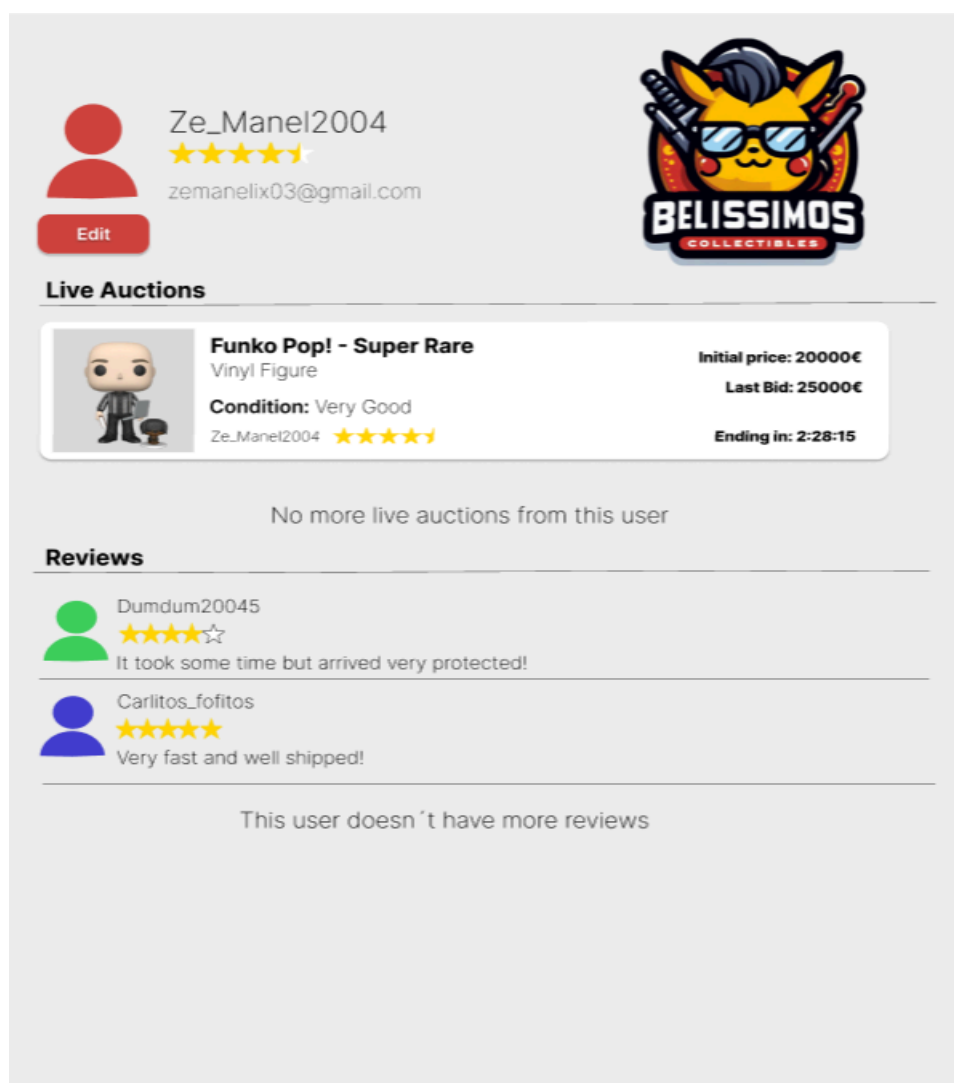 Ze_Manel2004
zemanelix03@gmail.com
Edit
BELISSIMOS
COLLECTIBLES
Live Auctions
Funko Pop! - Super Rare
Vinyl Figure
Condition: Very Good
Ze_Manel2004
Initial price: 20000€
Last Bid: 25000€
Ending in: 2:28:15
No more live auctions from this user
Reviews
Dumdum20045
It took some time but arrived very protected!
Carlitos_fofitos
Very fast and well shipped!
This user doesn´t have more reviews